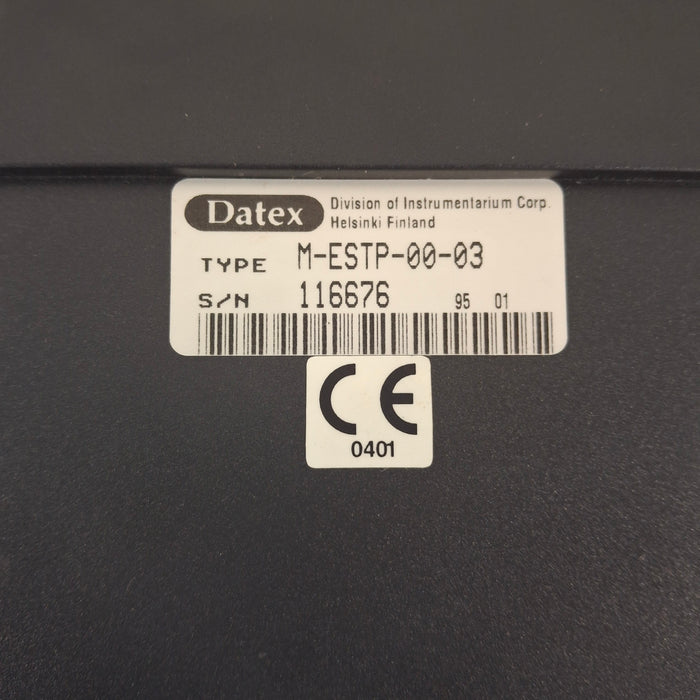 Datex
Division of Instrumentarium Corp.
Helsinki Finland
TYPE M-ESTP-00-03
S/N 116676 95 01
CE
0401